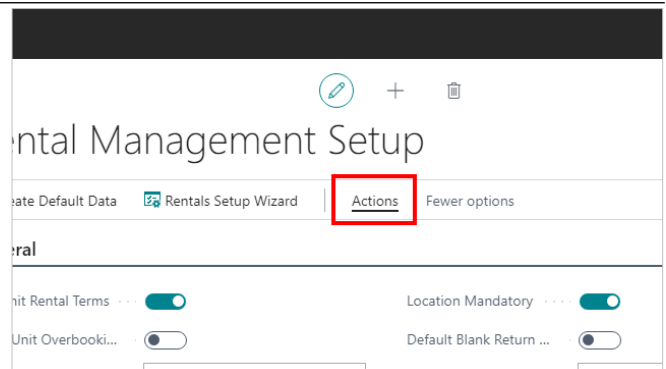 ental Management Setup
eate Default Data Rentals Setup Wizard Actions Fewer options
eral
nit Rental Terms Location Mandatory
Unit Overbooki... Default Blank Return ...